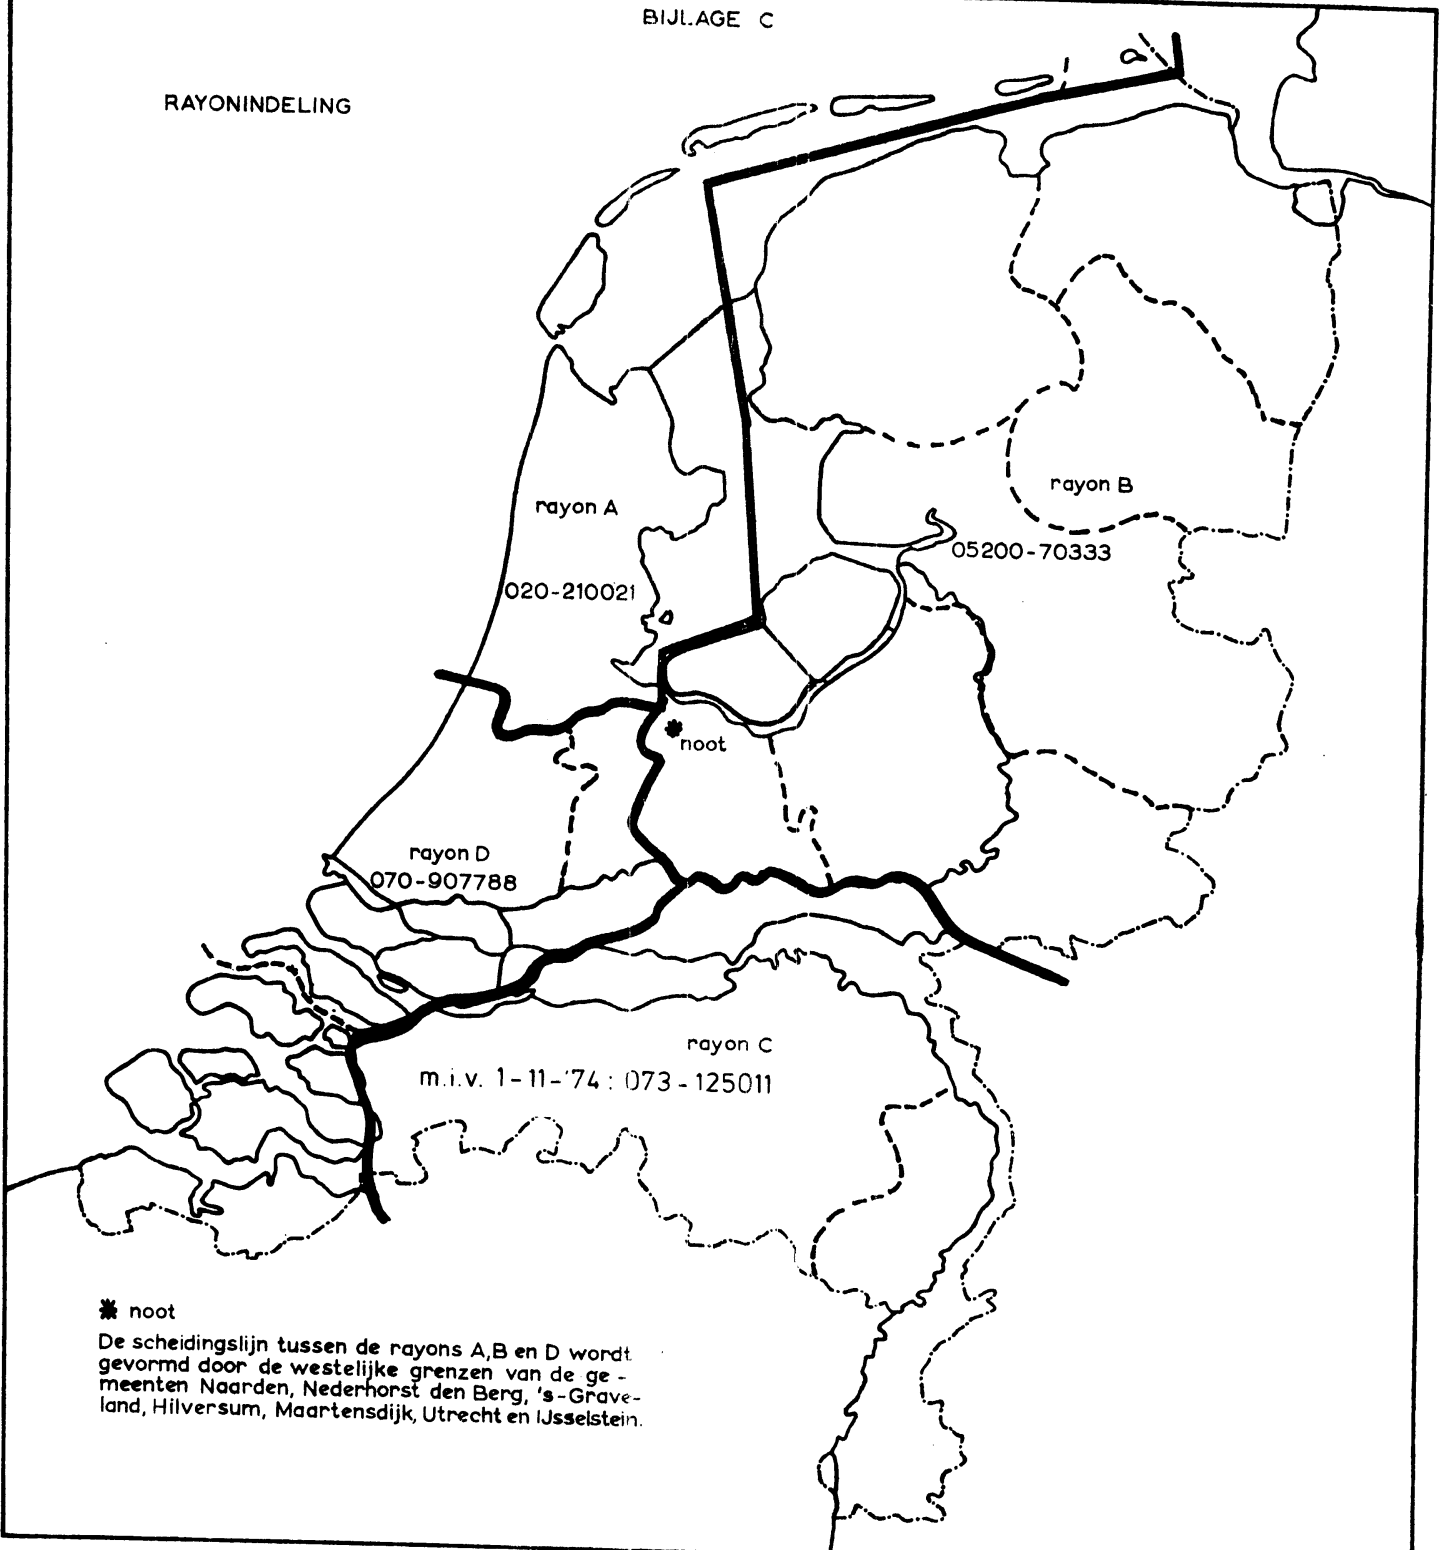 BIJLAGE C
RAYONINDELING
rayon A
020-210021
rayon B
05200-70333
✱
noot
rayon D
070-907788
rayon C
m.i.v. 1-11-'74: 073-125011
✱ noot
De scheidingslijn tussen de rayons A,B en D wordt
gevormd door de westelijke grenzen van de ge-
meenten Naarden, Nederhorst den Berg, 's-Grave-
land, Hilversum, Maartensdijk, Utrecht en IJsselstein.